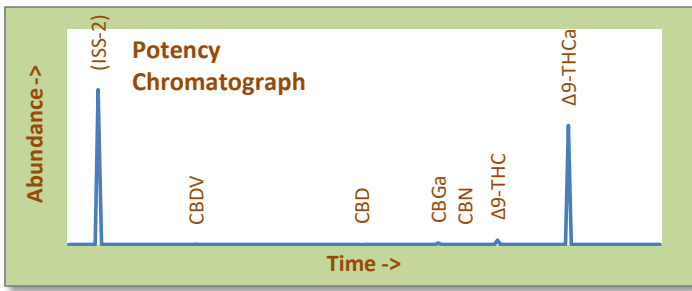 Potency
Chromatograph
Abundance ->
(ISS-2)
CBDV
CBD
CBGa
CBN
Δ9-THC
Δ9-THCa
Time ->